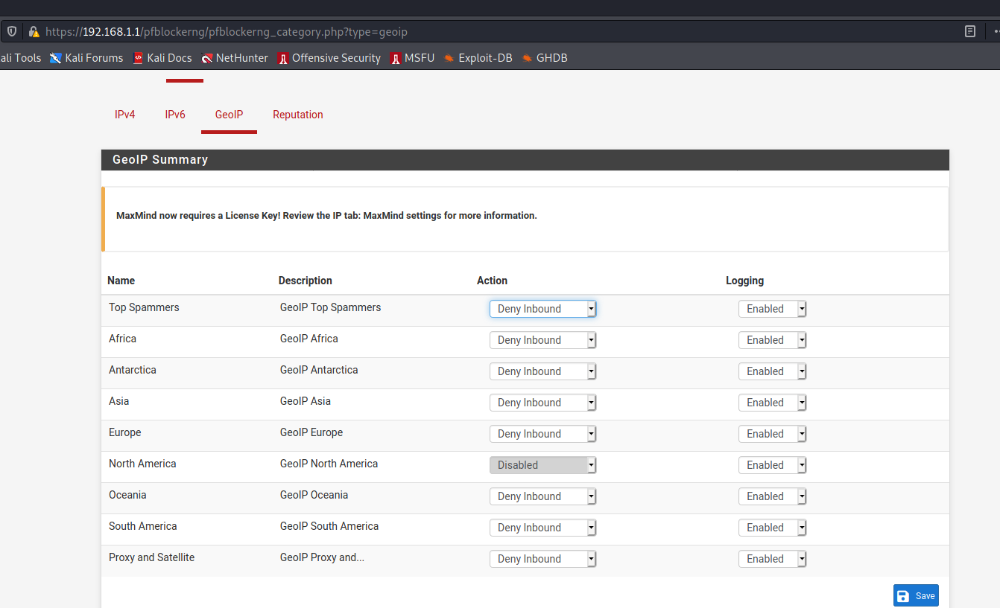 https://192.168.1.1/pfblockerng/pfblockerng_category.php?type=geoip
ali Tools Kali Forums Kali Docs NetHunter Offensive Security MSFU Exploit-DB GHDB
IPv4 IPv6 GeoIP Reputation
GeoIP Summary
MaxMind now requires a License Key! Review the IP tab: MaxMind settings for more information.
Name Description Action Logging
Top Spammers GeoIP Top Spammers Deny Inbound Enabled
Africa GeoIP Africa Deny Inbound Enabled
Antarctica GeoIP Antarctica Deny Inbound Enabled
Asia GeoIP Asia Deny Inbound Enabled
Europe GeoIP Europe Deny Inbound Enabled
North America GeoIP North America Disabled Enabled
Oceania GeoIP Oceania Deny Inbound Enabled
South America GeoIP South America Deny Inbound Enabled
Proxy and Satellite GeoIP Proxy and... Deny Inbound Enabled
Save